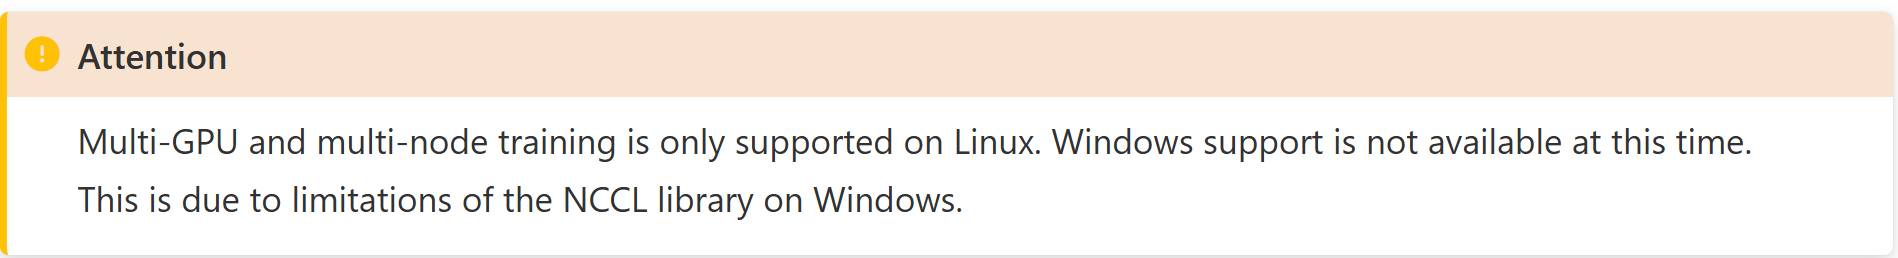 Attention
Multi-GPU and multi-node training is only supported on Linux. Windows support is not available at this time.
This is due to limitations of the NCCL library on Windows.